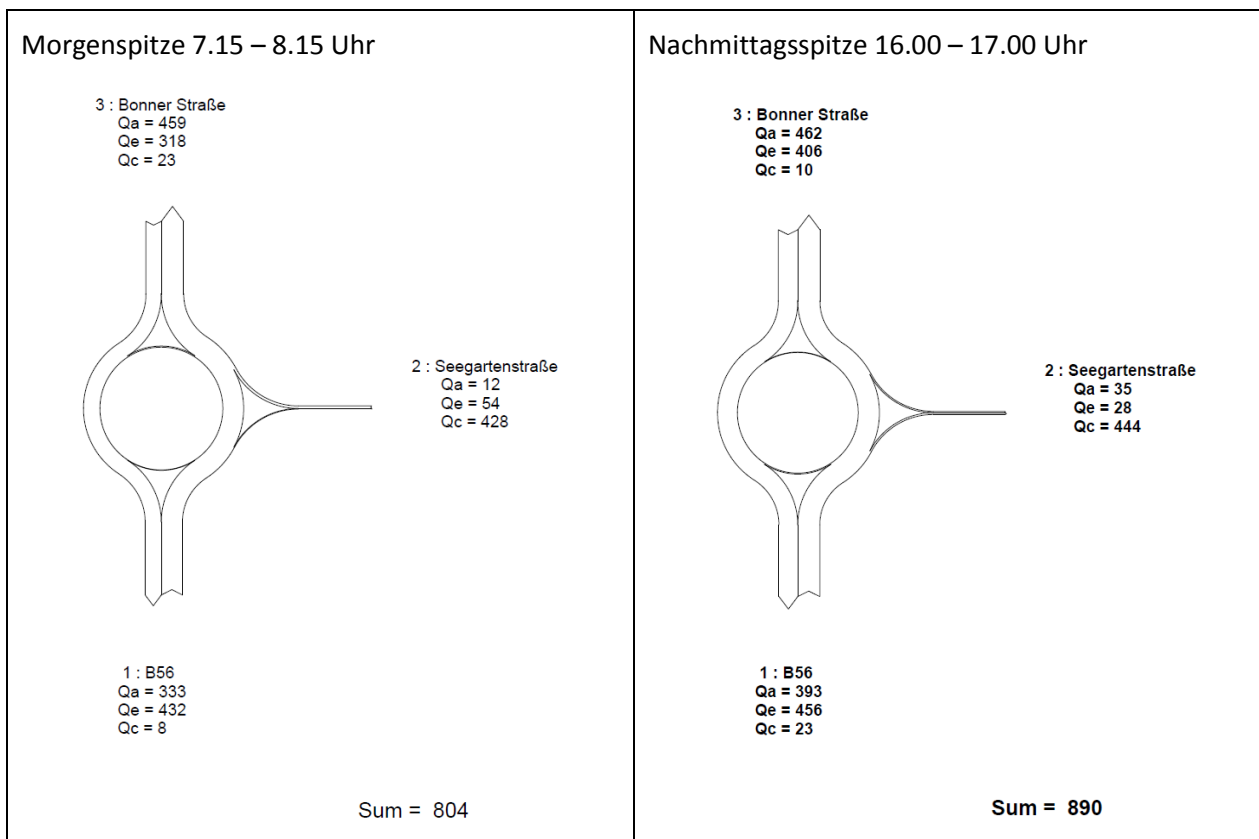 Morgenspitze 7.15 – 8.15 Uhr
3 : Bonner Straße
Qa = 459
Qe = 318
Qc = 23
2 : Seegartenstraße
Qa = 12
Qe = 54
Qc = 428
1 : B56
Qa = 333
Qe = 432
Qc = 8
Sum = 804
Nachmittagsspitze 16.00 – 17.00 Uhr
3 : Bonner Straße
Qa = 462
Qe = 406
Qc = 10
2 : Seegartenstraße
Qa = 35
Qe = 28
Qc = 444
1 : B56
Qa = 393
Qe = 456
Qc = 23
Sum = 890